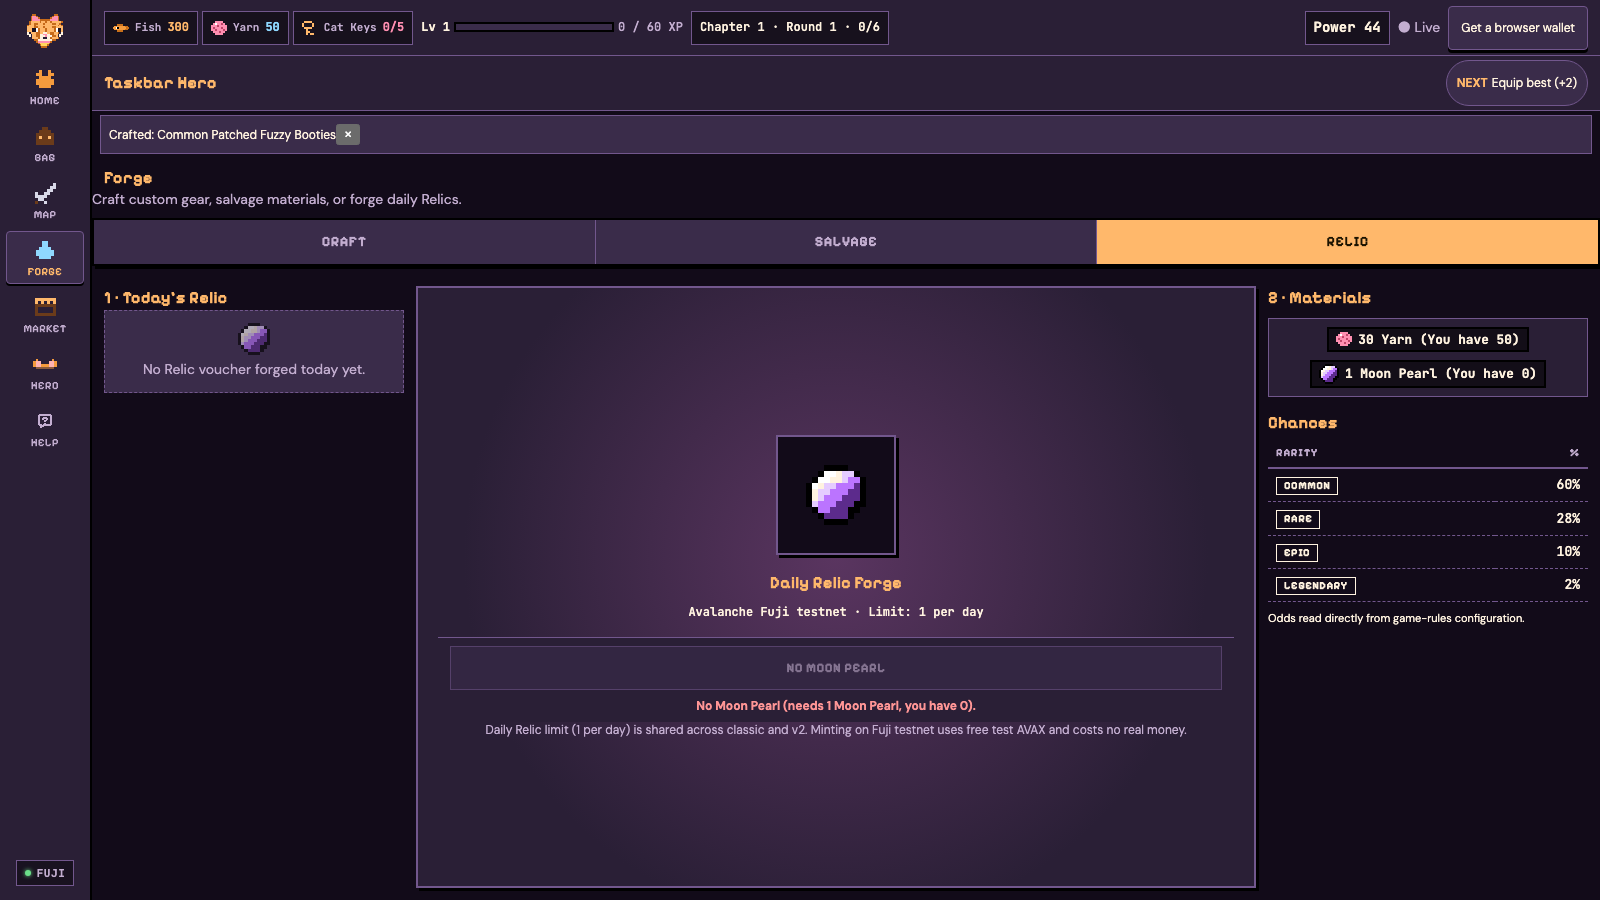 Fish 300
Yarn 50
Cat Keys 0/5
Lv 1
0 / 60 XP
Chapter 1 · Round 1 · 0/6
Power 44
Live
Get a browser wallet
HOME
BAG
MAP
FORGE
MARKET
HERO
HELP
FUJI
Taskbar Hero
NEXT Equip best (+2)
Crafted: Common Patched Fuzzy Booties ×
Forge
Craft custom gear, salvage materials, or forge daily Relics.
CRAFT
SALVAGE
RELIC
1 · Today's Relic
No Relic voucher forged today yet.
Daily Relic Forge
Avalanche Fuji testnet · Limit: 1 per day
NO MOON PEARL
No Moon Pearl (needs 1 Moon Pearl, you have 0).
Daily Relic limit (1 per day) is shared across classic and v2. Minting on Fuji testnet uses free test AVAX and costs no real money.
2 · Materials
30 Yarn (You have 50)
1 Moon Pearl (You have 0)
Chances
RARITY %
COMMON 60%
RARE 28%
EPIC 10%
LEGENDARY 2%
Odds read directly from game-rules configuration.